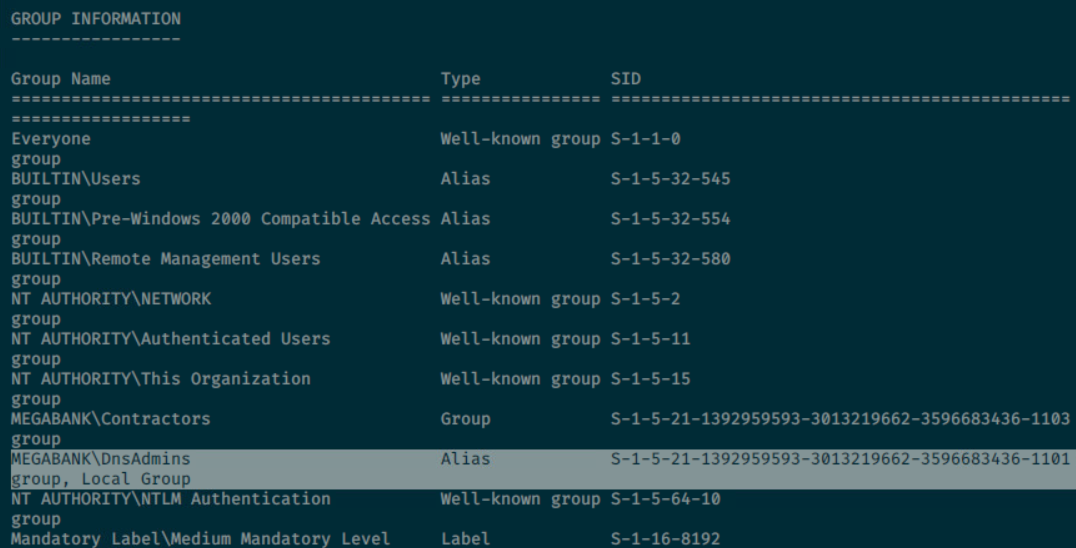 GROUP INFORMATION
-----------------
Group Name Type SID
========================================== ================ ==============================================
==================
Everyone Well-known group S-1-1-0
group
BUILTIN\Users Alias S-1-5-32-545
group
BUILTIN\Pre-Windows 2000 Compatible Access Alias S-1-5-32-554
group
BUILTIN\Remote Management Users Alias S-1-5-32-580
group
NT AUTHORITY\NETWORK Well-known group S-1-5-2
group
NT AUTHORITY\Authenticated Users Well-known group S-1-5-11
group
NT AUTHORITY\This Organization Well-known group S-1-5-15
group
MEGABANK\Contractors Group S-1-5-21-1392959593-3013219662-3596683436-1103
group
MEGABANK\DnsAdmins Alias S-1-5-21-1392959593-3013219662-3596683436-1101
group, Local Group
NT AUTHORITY\NTLM Authentication Well-known group S-1-5-64-10
group
Mandatory Label\Medium Mandatory Level Label S-1-16-8192